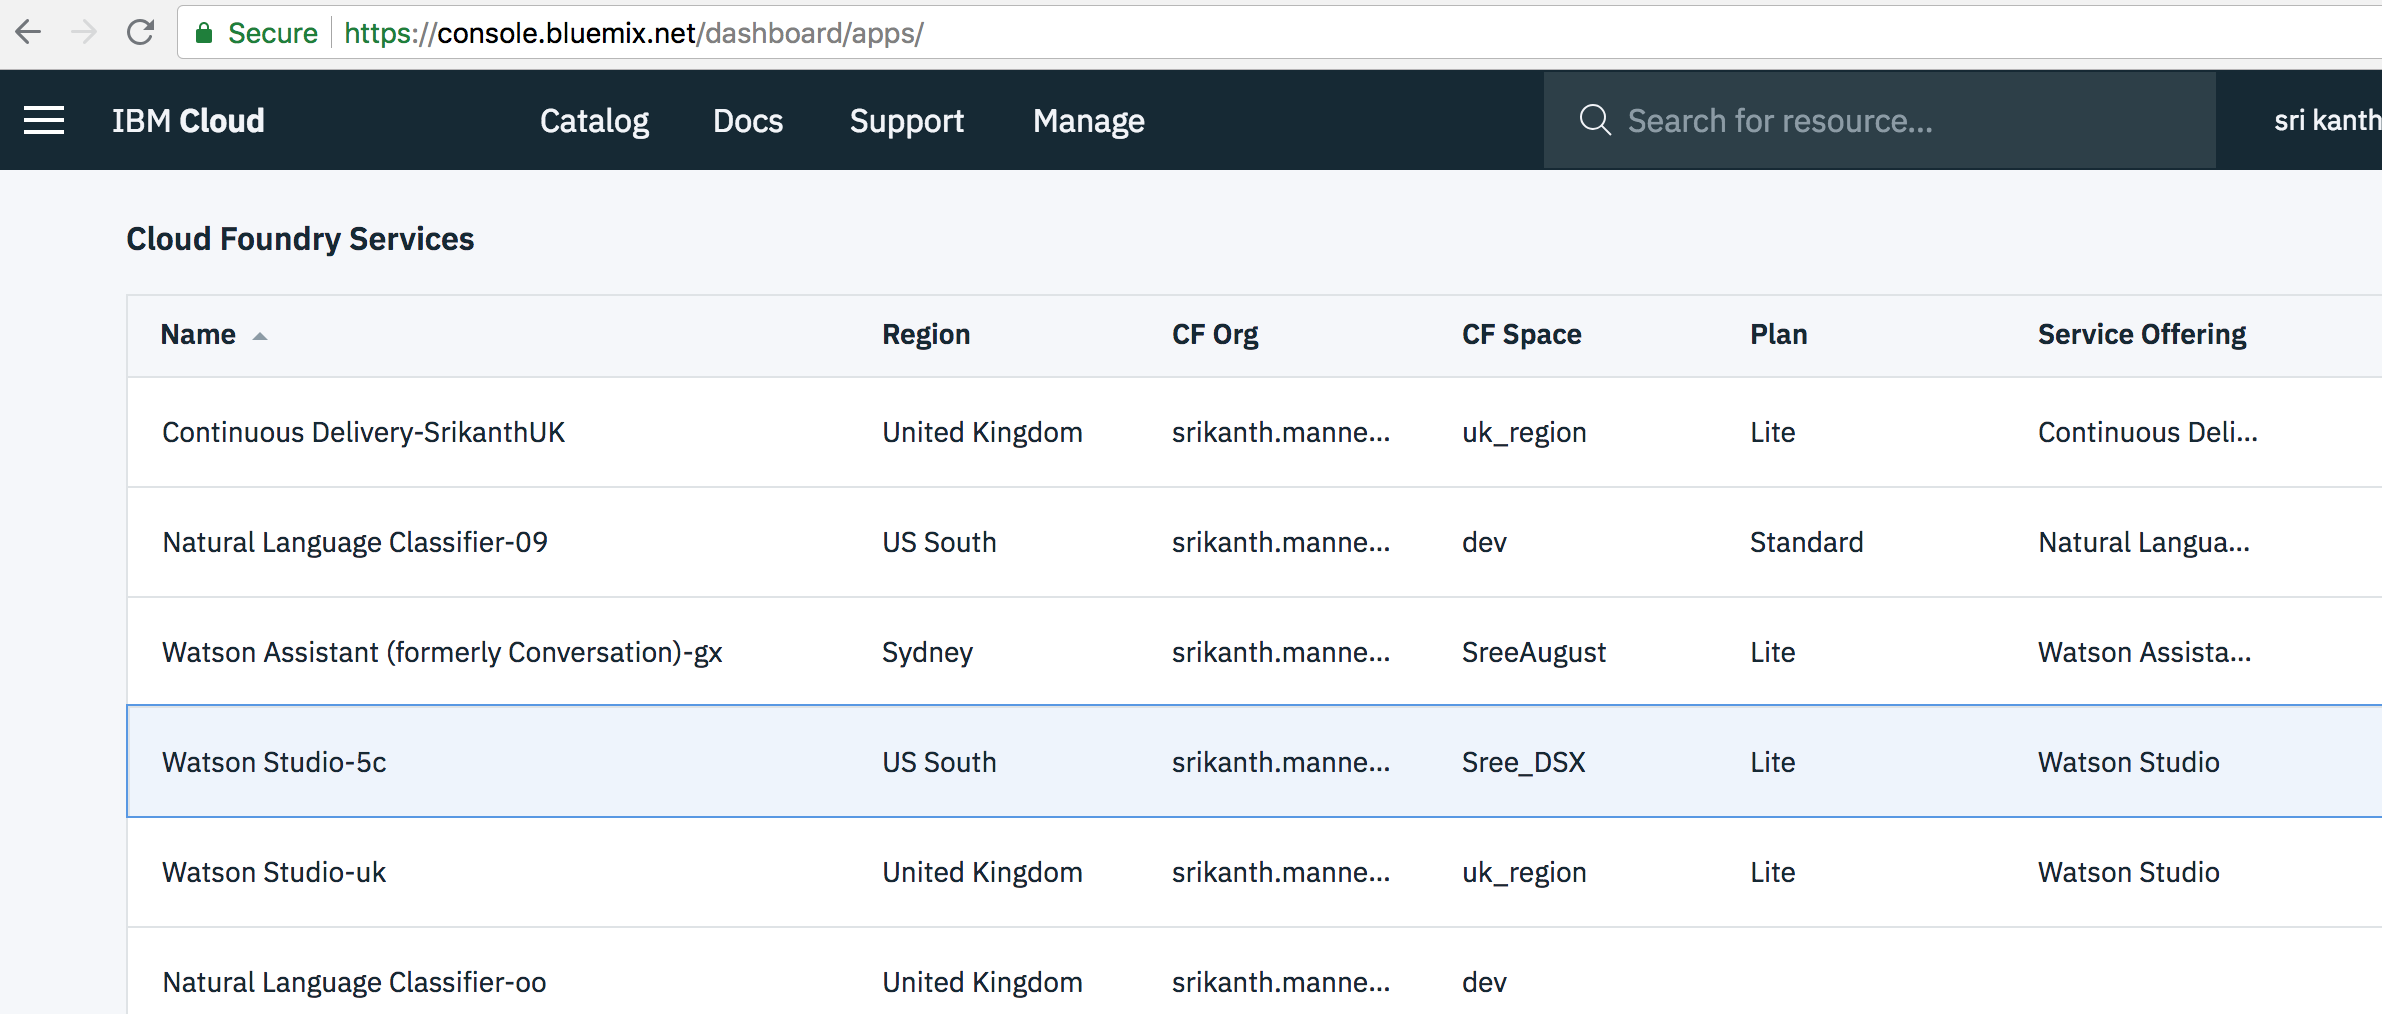 Secure https://console.bluemix.net/dashboard/apps/
IBM Cloud Catalog Docs Support Manage Search for resource... sri kanth
Cloud Foundry Services
Name Region CF Org CF Space Plan Service Offering
Continuous Delivery-SrikanthUK United Kingdom srikanth.manne... uk_region Lite Continuous Deli...
Natural Language Classifier-09 US South srikanth.manne... dev Standard Natural Langua...
Watson Assistant (formerly Conversation)-gx Sydney srikanth.manne... SreeAugust Lite Watson Assista...
Watson Studio-5c US South srikanth.manne... Sree_DSX Lite Watson Studio
Watson Studio-uk United Kingdom srikanth.manne... uk_region Lite Watson Studio
Natural Language Classifier-oo United Kingdom srikanth.manne... dev